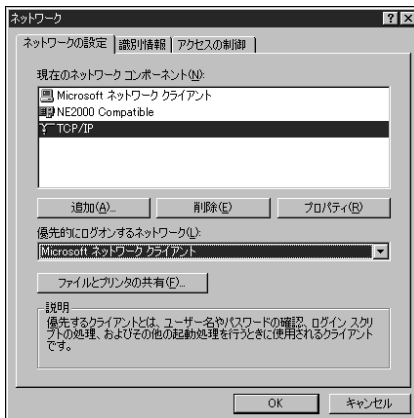 ネットワーク
ネットワークの設定 識別情報 アクセスの制御
現在のネットワーク コンポーネント(N):
Microsoft ネットワーク クライアント
NE2000 Compatible
TCP/IP
追加(A)... 削除(E) プロパティ(R)
優先的にログオンするネットワーク(L):
Microsoft ネットワーク クライアント
ファイルとプリンタの共有(F)...
説明
優先するクライアントとは、ユーザー名やパスワードの確認、ログイン スクリ
プトの処理、およびその他の起動処理を行うときに使用されるクライアント
です。
OK キャンセル